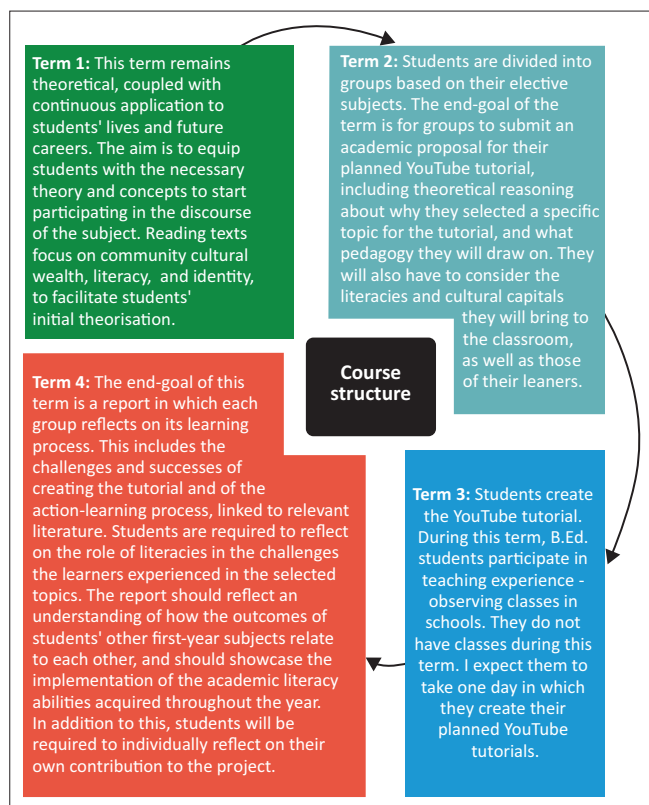 Term 1: This term remains
theoretical, coupled with
continuous application to
students' lives and future
careers. The aim is to equip
students with the necessary
theory and concepts to start
participating in the discourse
of the subject. Reading texts
focus on community cultural
wealth, literacy, and identity,
to facilitate students'
initial theorisation.
Term 2: Students are divided into
groups based on their elective
subjects. The end-goal of the
term is for groups to submit an
academic proposal for their
planned YouTube tutorial,
including theoretical reasoning
about why they selected a specific
topic for the tutorial, and what
pedagogy they will draw on. They
will also have to consider the
literacies and cultural capitals
they will bring to
the classroom,
as well as those
of their leaners.
Course
structure
Term 3: Students create
the YouTube tutorial.
During this term, B.Ed.
students participate in
teaching experience -
observing classes in
schools. They do not
have classes during this
term. I expect them to
take one day in which
they create their
planned YouTube
tutorials.
Term 4: The end-goal of this
term is a report in which each
group reflects on its learning
process. This includes the
challenges and successes of
creating the tutorial and of the
action-learning process, linked to relevant
literature. Students are required to reflect
on the role of literacies in the challenges
the learners experienced in the selected
topics. The report should reflect an
understanding of how the outcomes of
students' other first-year subjects relate
to each other, and should showcase the
implementation of the academic literacy
abilities acquired throughout the year.
In addition to this, students will be
required to individually reflect on their
own contribution to the project.